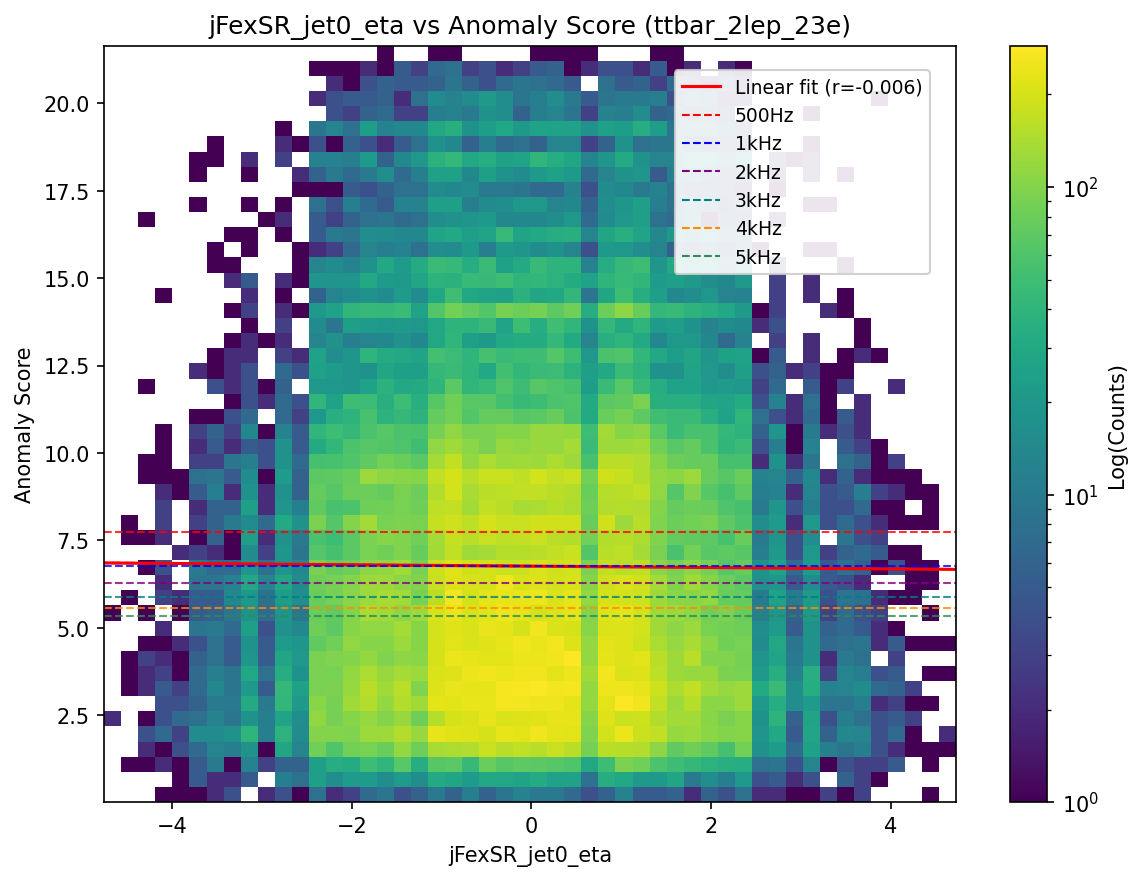 jFexSR_jet0_eta vs Anomaly Score (ttbar_2lep_23e)
Linear fit (r=-0.006)
500Hz
1kHz
2kHz
3kHz
4kHz
5kHz
20.0
17.5
15.0
12.5
10.0
7.5
5.0
2.5
Anomaly Score
−4
−2
0
2
4
jFexSR_jet0_eta
10²
10¹
10⁰
Log(Counts)